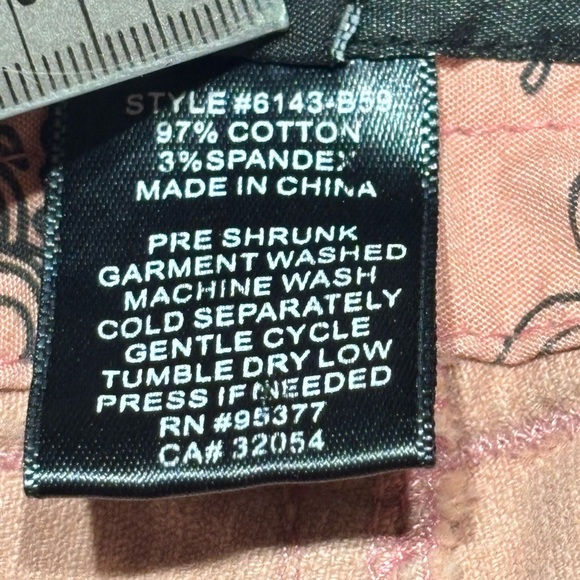 STYLE #6143-B59
97% COTTON
3%SPANDEX
MADE IN CHINA
PRE SHRUNK
GARMENT WASHED
MACHINE WASH
COLD SEPARATELY
GENTLE CYCLE
TUMBLE DRY LOW
PRESS IF NEEDED
RN #95377
CA# 32054